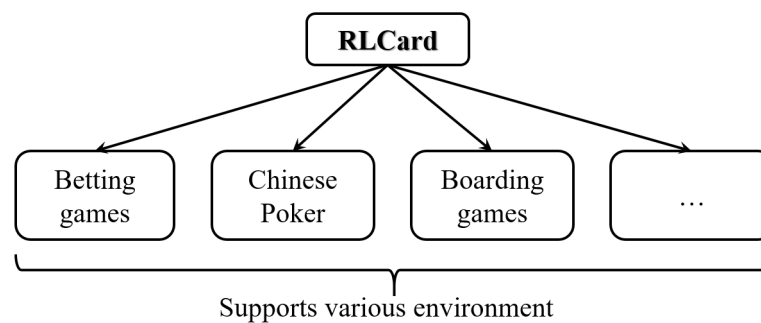 RLCard
Betting
games
Chinese
Poker
Boarding
games
…
Supports various environment